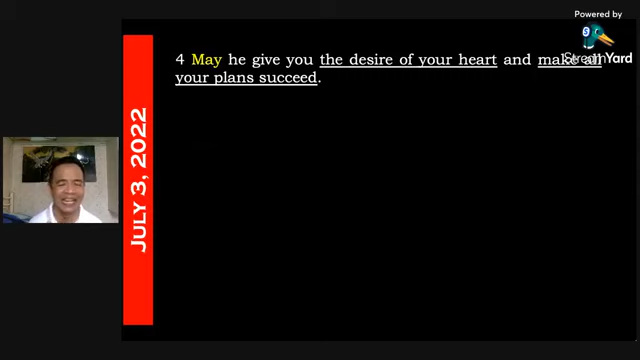 Powered by
StreamYard
4 May he give you the desire of your heart and make all
your plans succeed.
JULY 3, 2022